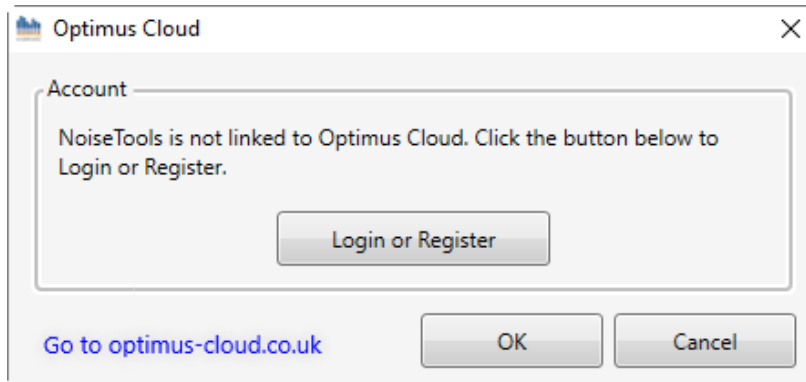 Optimus Cloud
Account
NoiseTools is not linked to Optimus Cloud. Click the button below to
Login or Register.
Login or Register
Go to optimus-cloud.co.uk
OK
Cancel